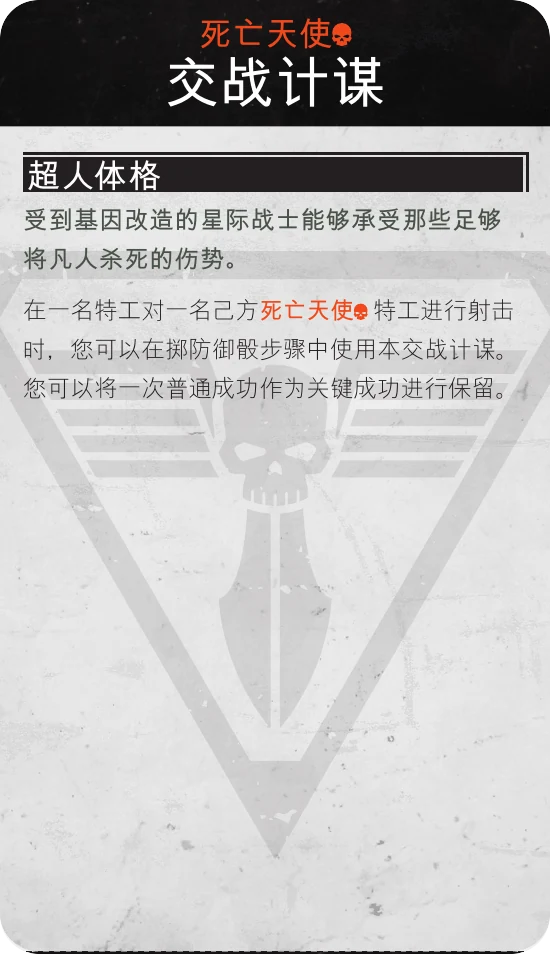 死亡天使
交战计谋
超人体格
受到基因改造的星际战士能够承受那些足够
将凡人杀死的伤势。
在一名特工对一名己方死亡天使 特工进行射击
时，您可以在掷防御骰步骤中使用本交战计谋。
您可以将一次普通成功作为关键成功进行保留。